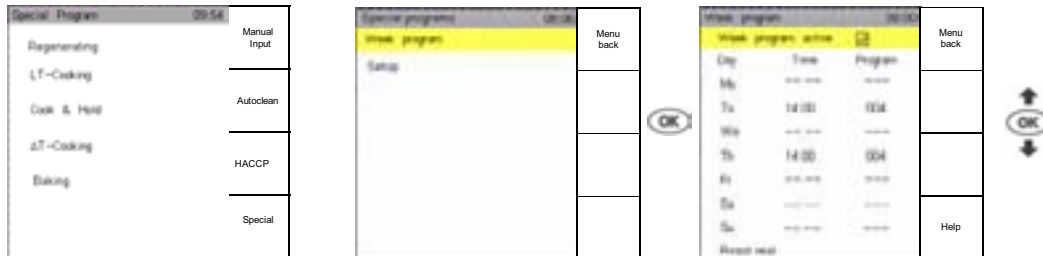 Special Program 09:54
Regenerating
LT-Cooking
Cook & Hold
ΔT-Cooking
Baking
Manual
Input
Autoclean
HACCP
Special
Special programs
Week program
Setup
Menu
back
OK
Week program
Week program active
Day Time Program
Mo --:-- ---
Tu 14:00 004
We --:-- ---
Th 14:00 004
Fr --:-- ---
Sa --:-- ---
Su --:-- ---
Menu
back
Help
OK